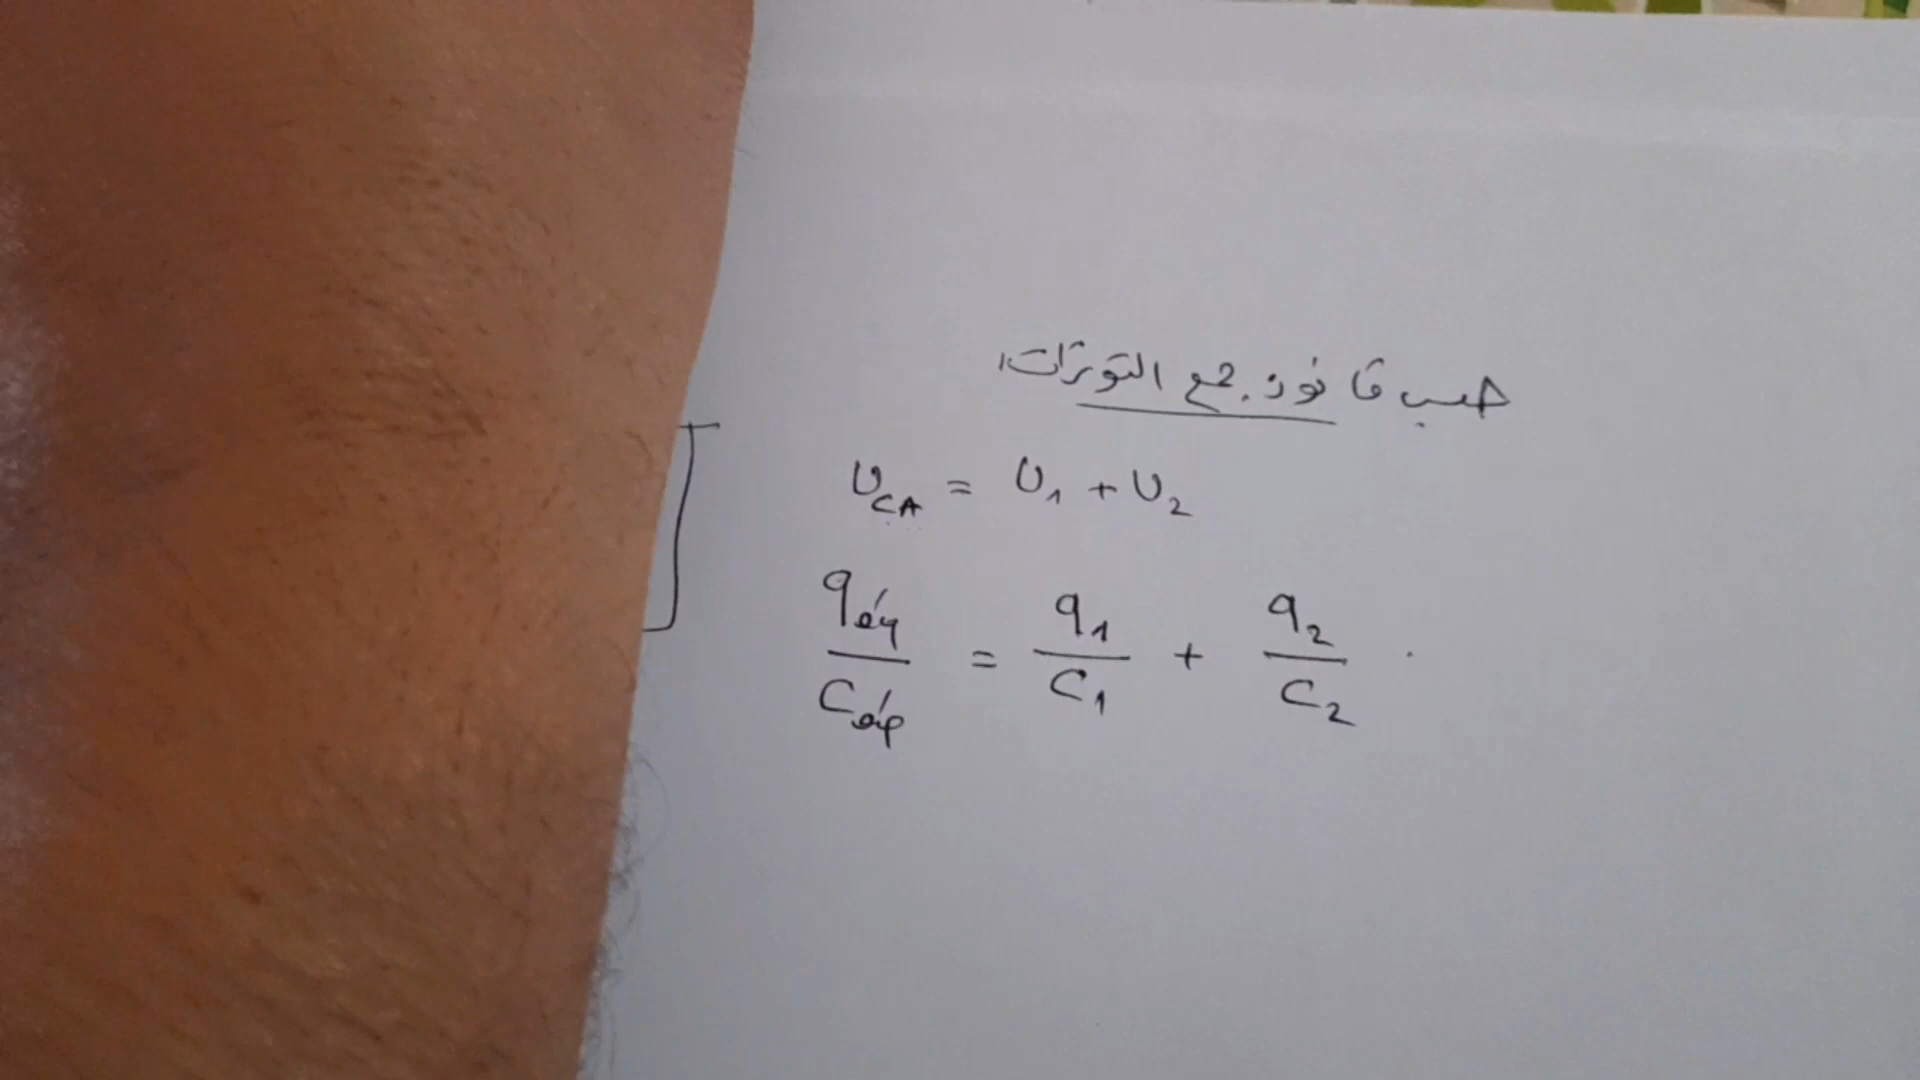 حسب قانون جمع التوترات،
U_CA = U_1 + U_2
q_éq / C_éq = q_1 / C_1 + q_2 / C_2